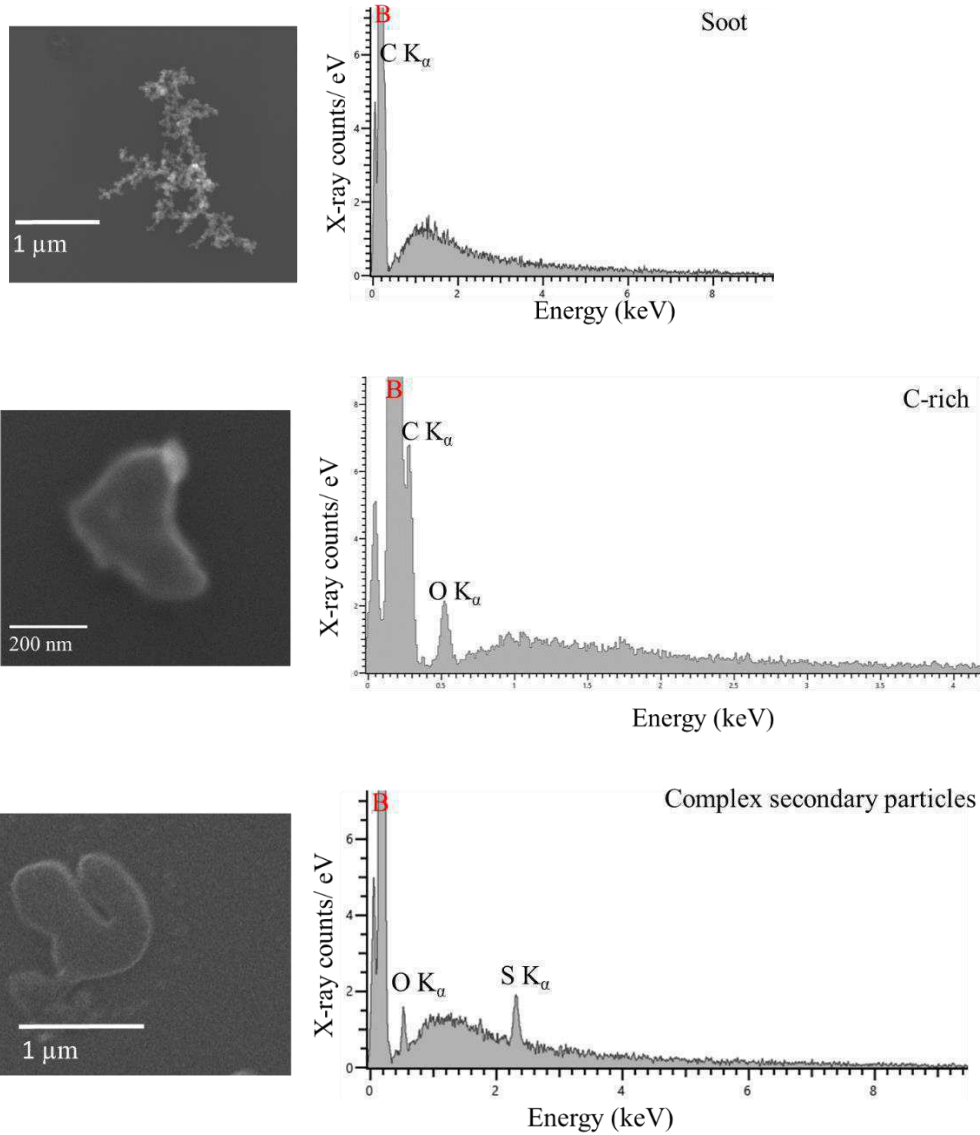 B
Soot
C Kα
6
4
2
0
X-ray counts/ eV
0 2 4 6 8
Energy (keV)
1 µm
B
C-rich
C Kα
O Kα
8
6
4
2
0
X-ray counts/ eV
0 0.5 1 1.5 2 2.5 3 3.5 4
Energy (keV)
200 nm
B
Complex secondary particles
O Kα
S Kα
6
4
2
0
X-ray counts/ eV
0 2 4 6 8
Energy (keV)
1 µm